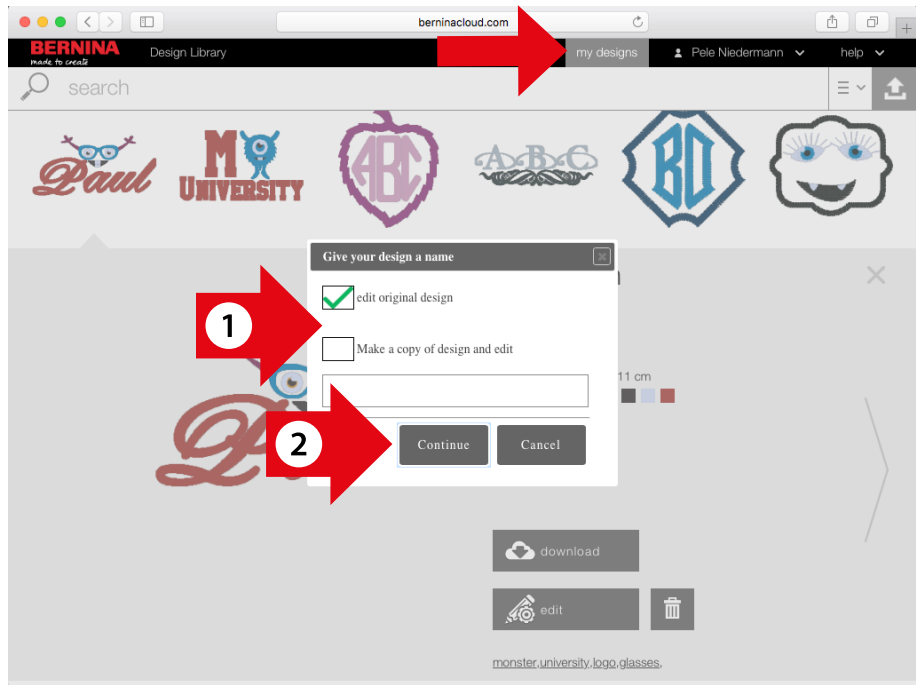 berninacloud.com
BERNINA
made to create
Design Library
my designs
Pele Niedermann
help
search
Paul
M
UNIVERSITY
ABC
A·B·C
BD
Give your design a name
edit original design
1
Make a copy of design and edit
11 cm
2
Continue
Cancel
download
edit
monster,university,logo,glasses,